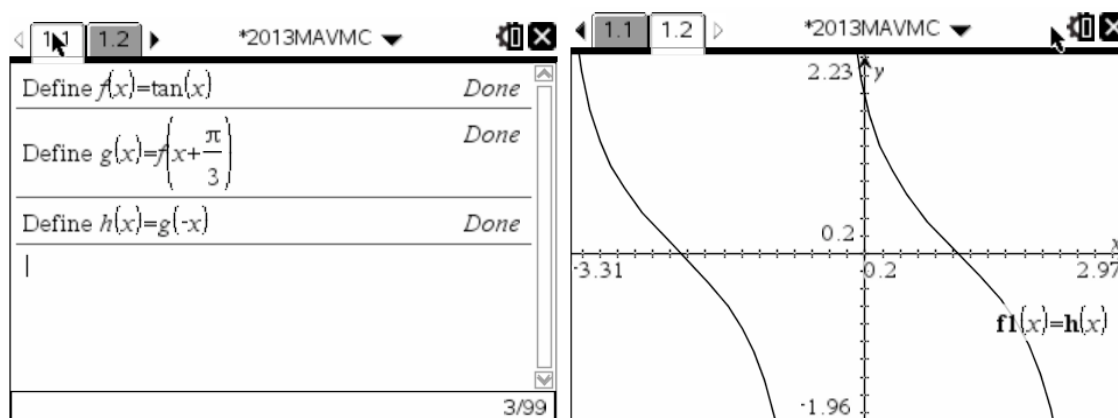 1.1 1.2 *2013MAVMC
Define f(x)=tan(x) Done
Define g(x)=f(x+π/3) Done
Define h(x)=g(-x) Done
3/99
1.1 1.2 *2013MAVMC
2.23 y
0.2
x
-3.31 0.2 2.97
f1(x)=h(x)
-1.96